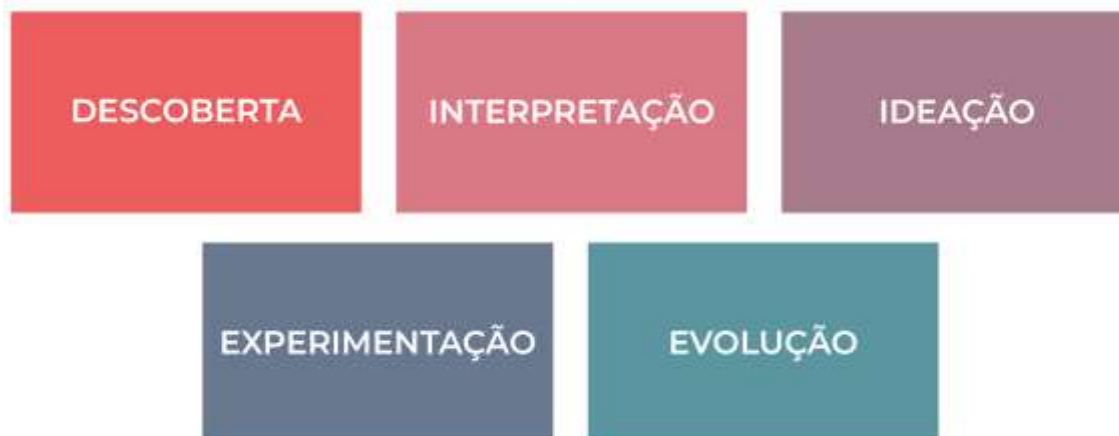 DESCOBERTA
INTERPRETAÇÃO
IDEAÇÃO
EXPERIMENTAÇÃO
EVOLUÇÃO